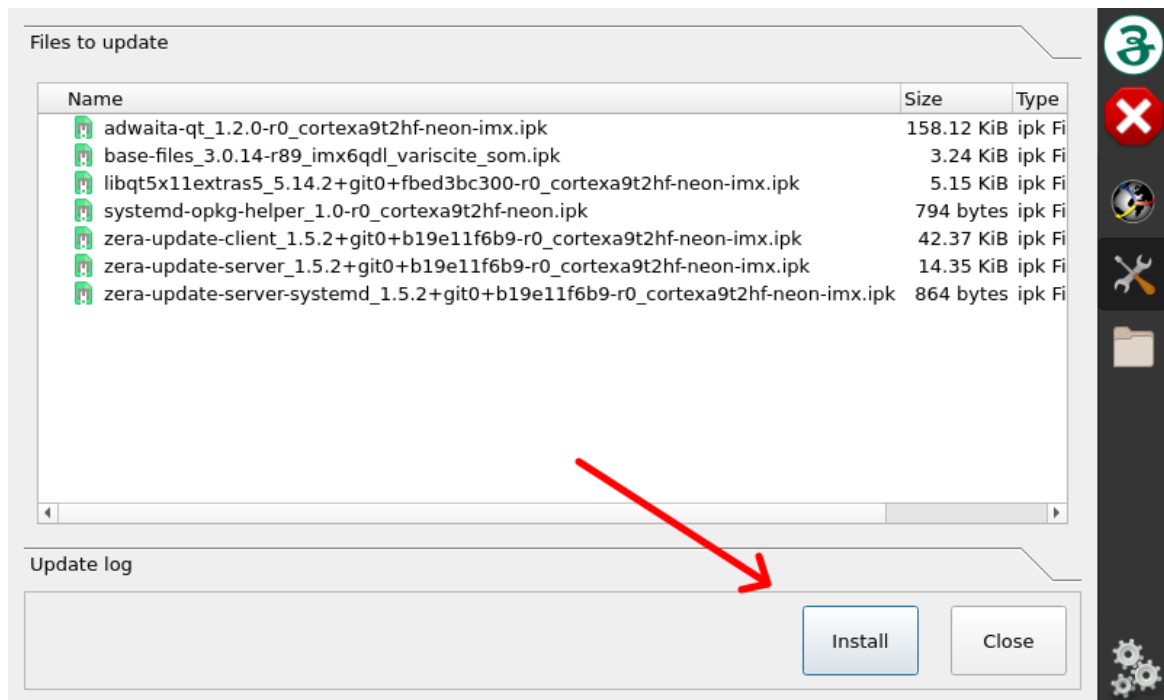 Files to update
Name Size Type
adwaita-qt_1.2.0-r0_cortexa9t2hf-neon-imx.ipk 158.12 KiB ipk Fi
base-files_3.0.14-r89_imx6qdl_variscite_som.ipk 3.24 KiB ipk Fi
libqt5x11extras5_5.14.2+git0+fbed3bc300-r0_cortexa9t2hf-neon-imx.ipk 5.15 KiB ipk Fi
systemd-opkg-helper_1.0-r0_cortexa9t2hf-neon.ipk 794 bytes ipk Fi
zera-update-client_1.5.2+git0+b19e11f6b9-r0_cortexa9t2hf-neon-imx.ipk 42.37 KiB ipk Fi
zera-update-server_1.5.2+git0+b19e11f6b9-r0_cortexa9t2hf-neon-imx.ipk 14.35 KiB ipk Fi
zera-update-server-systemd_1.5.2+git0+b19e11f6b9-r0_cortexa9t2hf-neon-imx.ipk 864 bytes ipk Fi
Update log
Install Close